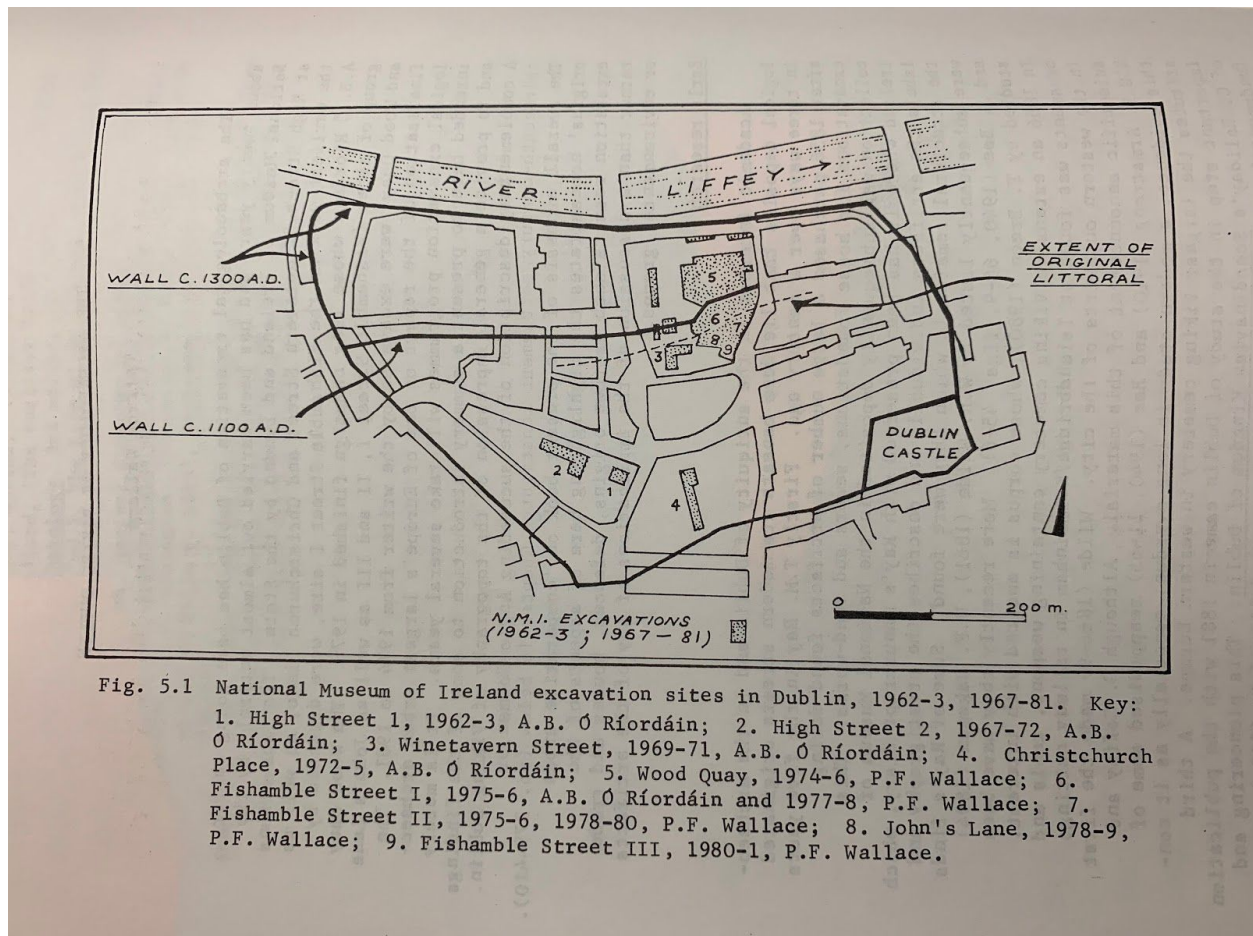 RIVER LIFFEY →
WALL C. 1300 A.D.
EXTENT OF
ORIGINAL
LITTORAL
5
6
7
8
3
9
WALL C. 1100 A.D.
DUBLIN
CASTLE
2
1
4
0 200 m.
N.M.I. EXCAVATIONS
(1962-3 ; 1967 - 81)
Fig. 5.1 National Museum of Ireland excavation sites in Dublin, 1962-3, 1967-81. Key:
1. High Street 1, 1962-3, A.B. Ó Ríordáin; 2. High Street 2, 1967-72, A.B.
Ó Ríordáin; 3. Winetavern Street, 1969-71, A.B. Ó Ríordáin; 4. Christchurch
Place, 1972-5, A.B. Ó Ríordáin; 5. Wood Quay, 1974-6, P.F. Wallace; 6.
Fishamble Street I, 1975-6, A.B. Ó Ríordáin and 1977-8, P.F. Wallace; 7.
Fishamble Street II, 1975-6, 1978-80, P.F. Wallace; 8. John's Lane, 1978-9,
P.F. Wallace; 9. Fishamble Street III, 1980-1, P.F. Wallace.